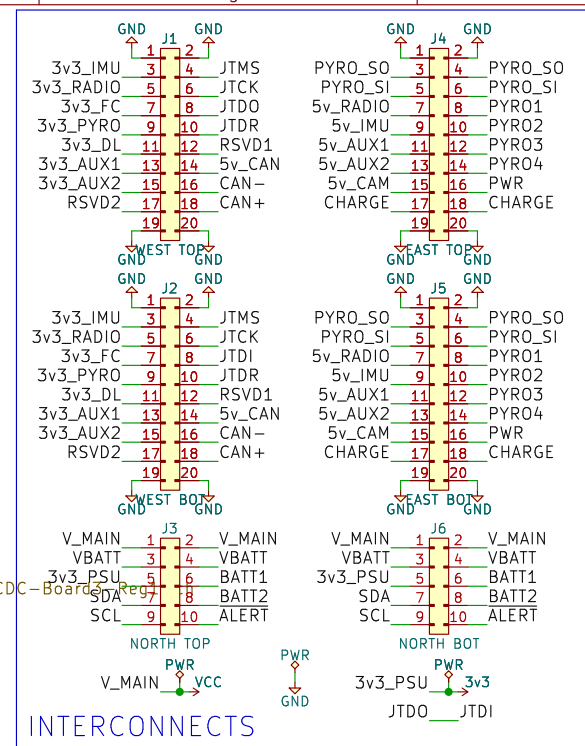 GND GND GND GND
J1 J4
1 2 1 2
3v3_IMU 3 4 JTMS PYRO_SO 3 4 PYRO_SO
3v3_RADIO 5 6 JTCK PYRO_SI 5 6 PYRO_SI
3v3_FC 7 8 JTDO 5v_RADIO 7 8 PYRO1
3v3_PYRO 9 10 JTDR 5v_IMU 9 10 PYRO2
3v3_DL 11 12 RSVD1 5v_AUX1 11 12 PYRO3
3v3_AUX1 13 14 5v_CAN 5v_AUX2 13 14 PYRO4
3v3_AUX2 15 16 CAN- 5v_CAM 15 16 PWR
RSVD2 17 18 CAN+ CHARGE 17 18 CHARGE
19 20 19 20
WEST TOP EAST TOP
GND GND GND GND
GND GND GND GND
J2 J5
1 2 1 2
3v3_IMU 3 4 JTMS PYRO_SO 3 4 PYRO_SO
3v3_RADIO 5 6 JTCK PYRO_SI 5 6 PYRO_SI
3v3_FC 7 8 JTDI 5v_RADIO 7 8 PYRO1
3v3_PYRO 9 10 JTDR 5v_IMU 9 10 PYRO2
3v3_DL 11 12 RSVD1 5v_AUX1 11 12 PYRO3
3v3_AUX1 13 14 5v_CAN 5v_AUX2 13 14 PYRO4
3v3_AUX2 15 16 CAN- 5v_CAM 15 16 PWR
RSVD2 17 18 CAN+ CHARGE 17 18 CHARGE
19 20 19 20
WEST BOT EAST BOT
GND GND GND GND
J3 J6
V_MAIN 1 2 V_MAIN V_MAIN 1 2 V_MAIN
VBATT 3 4 VBATT VBATT 3 4 VBATT
3v3_PSU 5 6 BATT1 3v3_PSU 5 6 BATT1
SDA 7 8 BATT2 SDA 7 8 BATT2
SCL 9 10 ALERT SCL 9 10 ALERT
NORTH TOP NORTH BOT
PWR PWR PWR
V_MAIN VCC 3v3_PSU 3v3
GND
JTDO JTDI
INTERCONNECTS